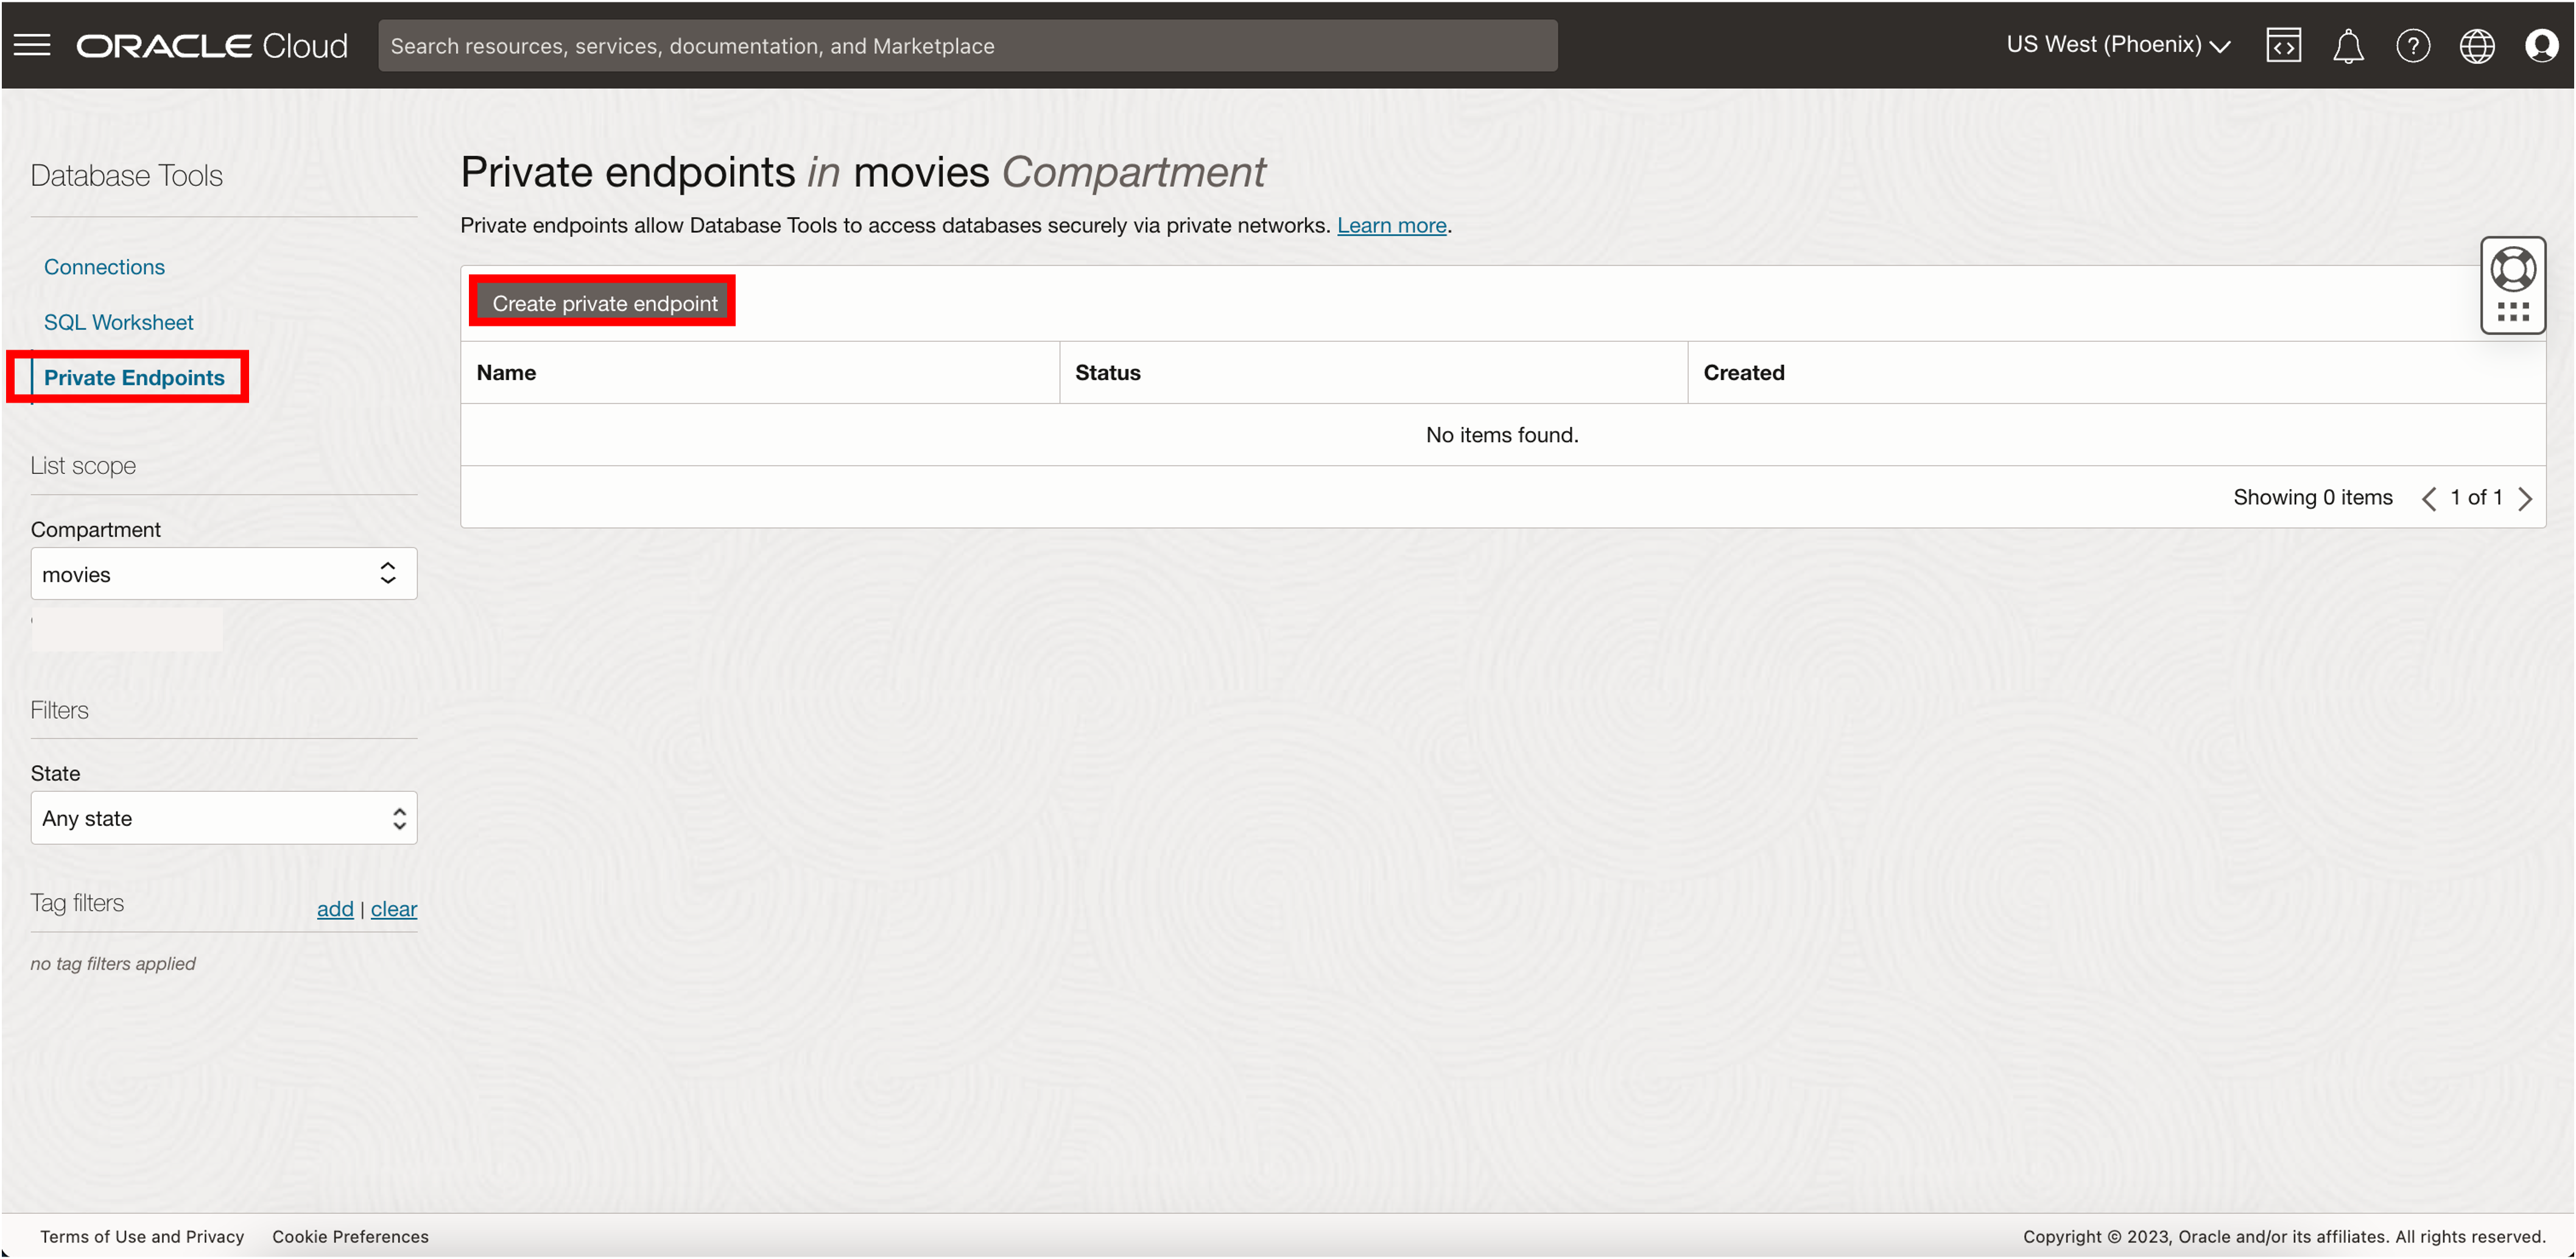 ORACLE Cloud
Search resources, services, documentation, and Marketplace
US West (Phoenix)
Database Tools
Connections
SQL Worksheet
Private Endpoints
List scope
Compartment
movies
Filters
State
Any state
Tag filters
add | clear
no tag filters applied
Private endpoints in movies Compartment
Private endpoints allow Database Tools to access databases securely via private networks. Learn more.
Create private endpoint
Name Status Created
No items found.
Showing 0 items < 1 of 1 >
Terms of Use and Privacy Cookie Preferences
Copyright © 2023, Oracle and/or its affiliates. All rights reserved.